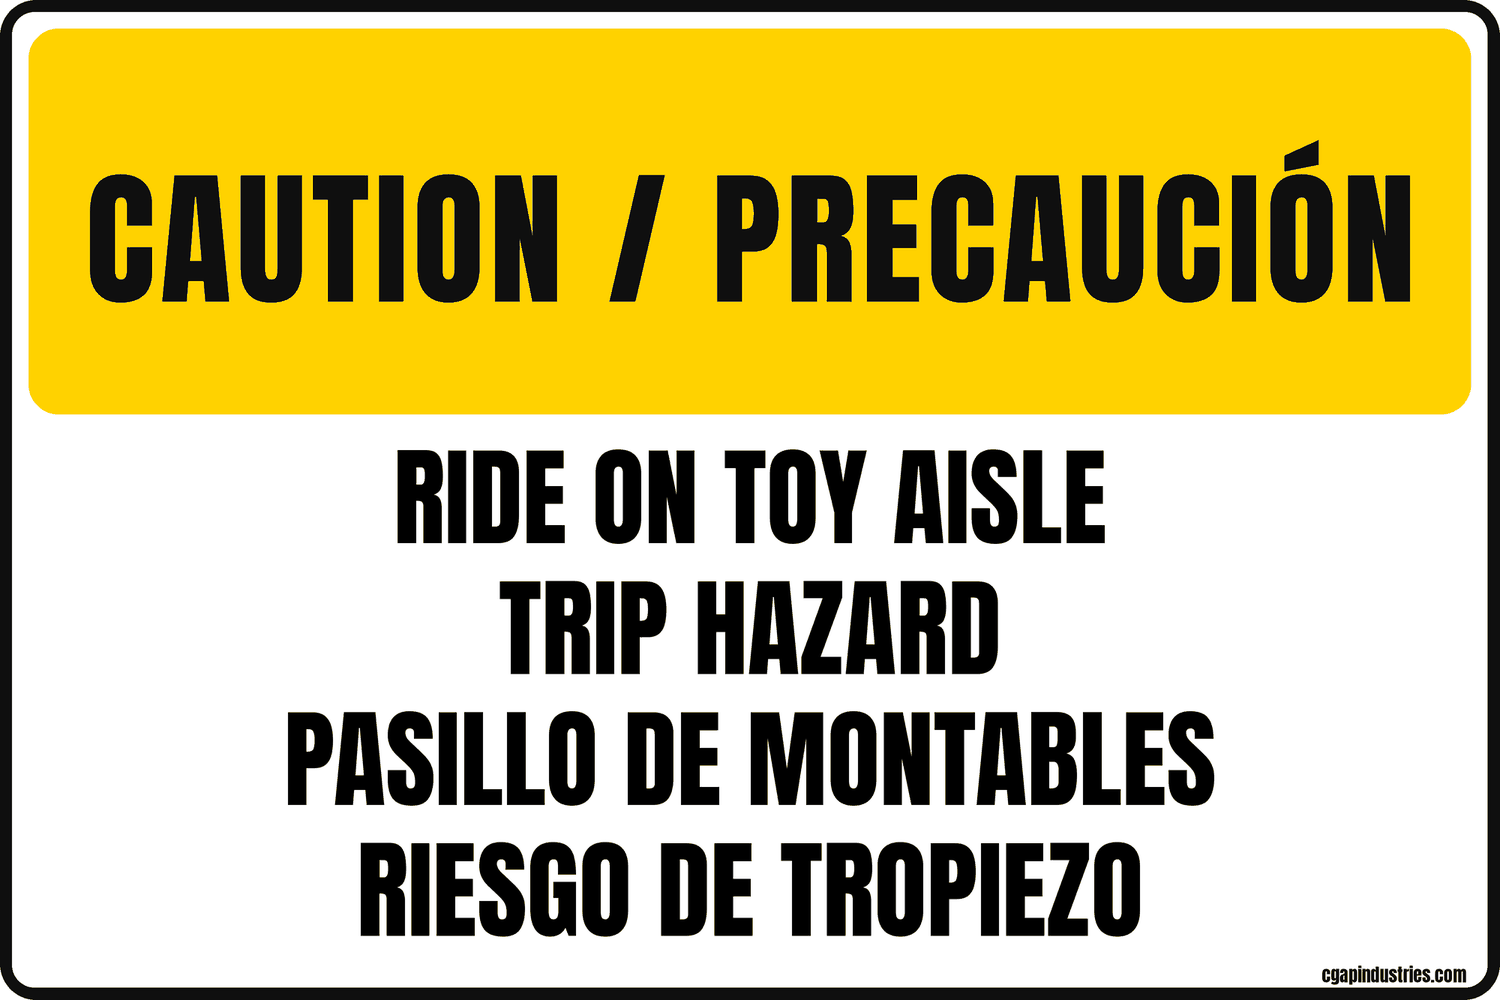 CAUTION / PRECAUCIÓN
RIDE ON TOY AISLE
TRIP HAZARD
PASILLO DE MONTABLES
RIESGO DE TROPIEZO
cgapindustries.com